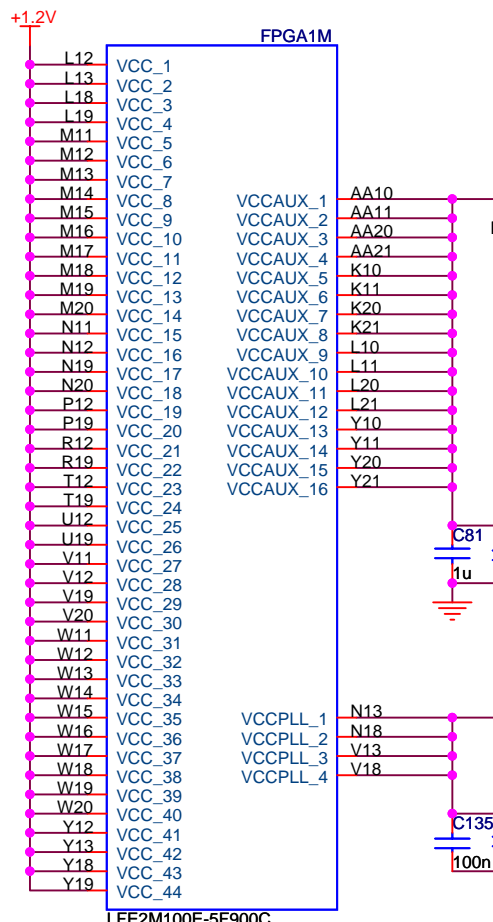 +1.2V
FPGA1M
L12 VCC_1
L13 VCC_2
L18 VCC_3
L19 VCC_4
M11 VCC_5
M12 VCC_6
M13 VCC_7
M14 VCC_8 VCCAUX_1 AA10
M15 VCC_9 VCCAUX_2 AA11
M16 VCC_10 VCCAUX_3 AA20
M17 VCC_11 VCCAUX_4 AA21
M18 VCC_12 VCCAUX_5 K10
M19 VCC_13 VCCAUX_6 K11
M20 VCC_14 VCCAUX_7 K20
N11 VCC_15 VCCAUX_8 K21
N12 VCC_16 VCCAUX_9 L10
N19 VCC_17 VCCAUX_10 L11
N20 VCC_18 VCCAUX_11 L20
P12 VCC_19 VCCAUX_12 L21
P19 VCC_20 VCCAUX_13 Y10
R12 VCC_21 VCCAUX_14 Y11
R19 VCC_22 VCCAUX_15 Y20
T12 VCC_23 VCCAUX_16 Y21
T19 VCC_24
U12 VCC_25
U19 VCC_26
V11 VCC_27
V12 VCC_28
V19 VCC_29
V20 VCC_30
W11 VCC_31
W12 VCC_32
W13 VCC_33
W14 VCC_34
W15 VCC_35 VCCPLL_1 N13
W16 VCC_36 VCCPLL_2 N18
W17 VCC_37 VCCPLL_3 V13
W18 VCC_38 VCCPLL_4 V18
W19 VCC_39
W20 VCC_40
Y12 VCC_41
Y13 VCC_42
Y18 VCC_43
Y19 VCC_44
C81
1u
C135
100n
LFE2M100E-5F900C